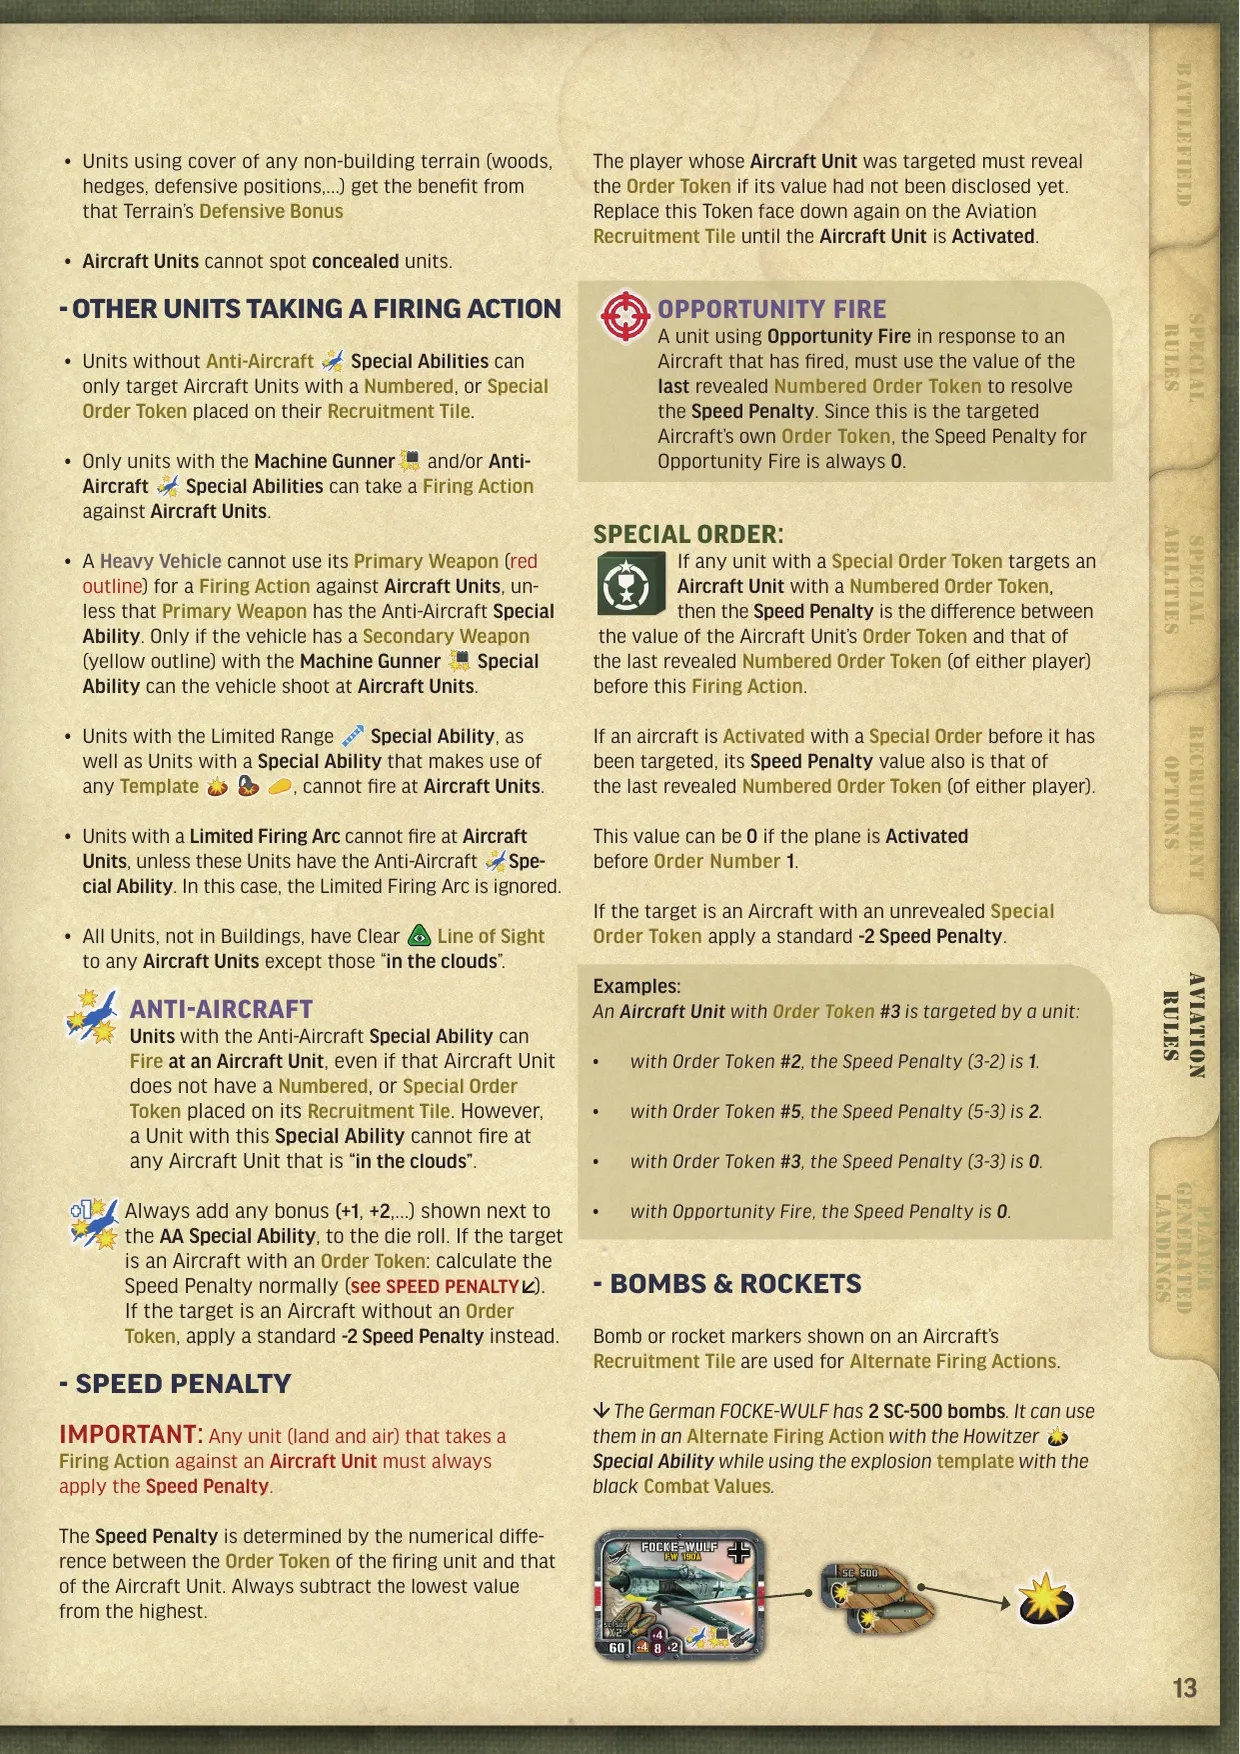 • Units using cover of any non-building terrain (woods,
hedges, defensive positions,...) get the benefit from
that Terrain's Defensive Bonus
• Aircraft Units cannot spot concealed units.
- OTHER UNITS TAKING A FIRING ACTION
• Units without Anti-Aircraft Special Abilities can
only target Aircraft Units with a Numbered, or Special
Order Token placed on their Recruitment Tile.
• Only units with the Machine Gunner and/or Anti-
Aircraft Special Abilities can take a Firing Action
against Aircraft Units.
• A Heavy Vehicle cannot use its Primary Weapon (red
outline) for a Firing Action against Aircraft Units, un-
less that Primary Weapon has the Anti-Aircraft Special
Ability. Only if the vehicle has a Secondary Weapon
(yellow outline) with the Machine Gunner Special
Ability can the vehicle shoot at Aircraft Units.
• Units with the Limited Range Special Ability, as
well as Units with a Special Ability that makes use of
any Template , cannot fire at Aircraft Units.
• Units with a Limited Firing Arc cannot fire at Aircraft
Units, unless these Units have the Anti-Aircraft Spe-
cial Ability. In this case, the Limited Firing Arc is ignored.
• All Units, not in Buildings, have Clear Line of Sight
to any Aircraft Units except those “in the clouds”.
ANTI-AIRCRAFT
Units with the Anti-Aircraft Special Ability can
Fire at an Aircraft Unit, even if that Aircraft Unit
does not have a Numbered, or Special Order
Token placed on its Recruitment Tile. However,
a Unit with this Special Ability cannot fire at
any Aircraft Unit that is “in the clouds”.
+1
Always add any bonus (+1, +2,...) shown next to
the AA Special Ability, to the die roll. If the target
is an Aircraft with an Order Token: calculate the
Speed Penalty normally (see SPEED PENALTY↙).
If the target is an Aircraft without an Order
Token, apply a standard -2 Speed Penalty instead.
- SPEED PENALTY
IMPORTANT: Any unit (land and air) that takes a
Firing Action against an Aircraft Unit must always
apply the Speed Penalty.
The Speed Penalty is determined by the numerical diffe-
rence between the Order Token of the firing unit and that
of the Aircraft Unit. Always subtract the lowest value
from the highest.
The player whose Aircraft Unit was targeted must reveal
the Order Token if its value had not been disclosed yet.
Replace this Token face down again on the Aviation
Recruitment Tile until the Aircraft Unit is Activated.
OPPORTUNITY FIRE
A unit using Opportunity Fire in response to an
Aircraft that has fired, must use the value of the
last revealed Numbered Order Token to resolve
the Speed Penalty. Since this is the targeted
Aircraft's own Order Token, the Speed Penalty for
Opportunity Fire is always 0.
SPECIAL ORDER:
If any unit with a Special Order Token targets an
Aircraft Unit with a Numbered Order Token,
then the Speed Penalty is the difference between
the value of the Aircraft Unit's Order Token and that of
the last revealed Numbered Order Token (of either player)
before this Firing Action.
If an aircraft is Activated with a Special Order before it has
been targeted, its Speed Penalty value also is that of
the last revealed Numbered Order Token (of either player).
This value can be 0 if the plane is Activated
before Order Number 1.
If the target is an Aircraft with an unrevealed Special
Order Token apply a standard -2 Speed Penalty.
Examples:
An Aircraft Unit with Order Token #3 is targeted by a unit:
• with Order Token #2, the Speed Penalty (3-2) is 1.
• with Order Token #5, the Speed Penalty (5-3) is 2.
• with Order Token #3, the Speed Penalty (3-3) is 0.
• with Opportunity Fire, the Speed Penalty is 0.
- BOMBS & ROCKETS
Bomb or rocket markers shown on an Aircraft's
Recruitment Tile are used for Alternate Firing Actions.
↓ The German FOCKE-WULF has 2 SC-500 bombs. It can use
them in an Alternate Firing Action with the Howitzer
Special Ability while using the explosion template with the
black Combat Values.
FOCKE-WULF
FW 190A
SC-500
X2
60
+4
+4
8
+2
SC 500
BATTLEFIELD
SPECIAL
RULES
SPECIAL
ABILITIES
RECRUITMENT
OPTIONS
AVIATION
RULES
PLAYER
GENERATED
LANDINGS
13